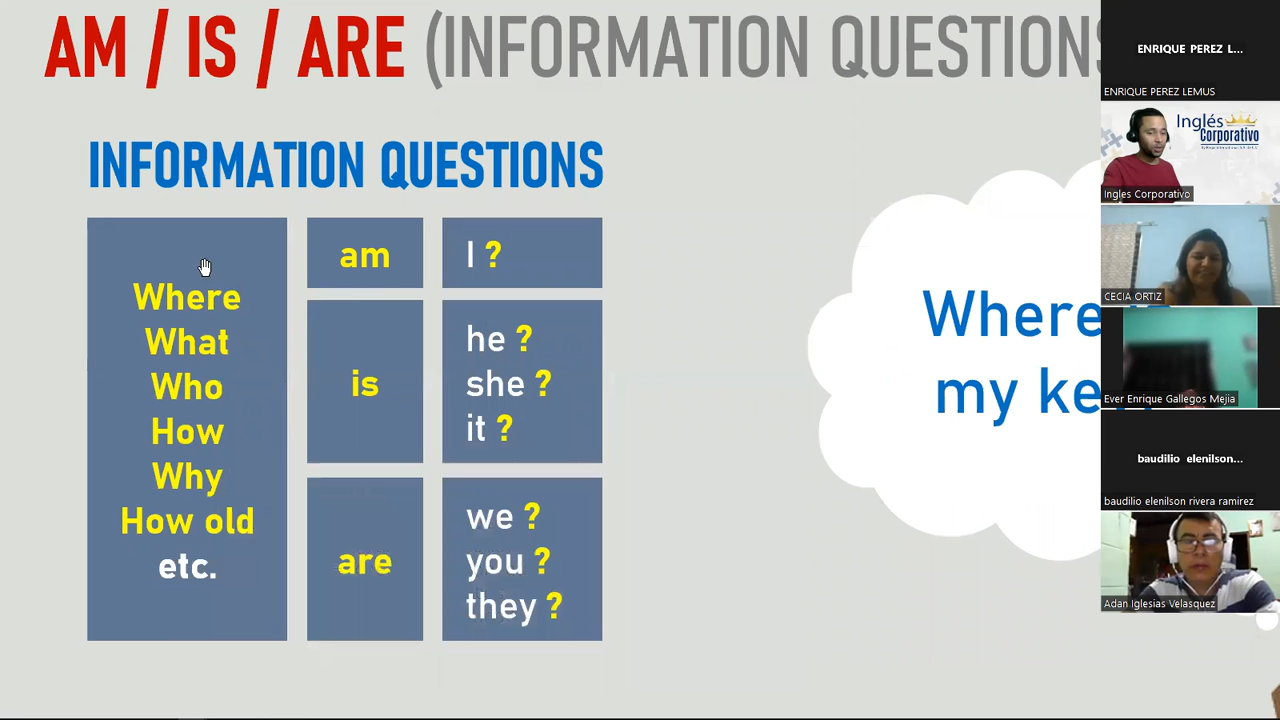 AM / IS / ARE (INFORMATION QUESTIONS
INFORMATION QUESTIONS
Where
What
Who
How
Why
How old
etc.
am
I ?
is
he ?
she ?
it ?
are
we ?
you ?
they ?
Where
my
ENRIQUE PEREZ L...
ENRIQUE PEREZ LEMUS
Inglés
Corporativo
Ingles Corporativo
CECIA ORTIZ
Ever Enrique Gallegos Mejia
baudilio elenilson...
baudilio elenilson rivera ramirez
Adan Iglesias Velasquez